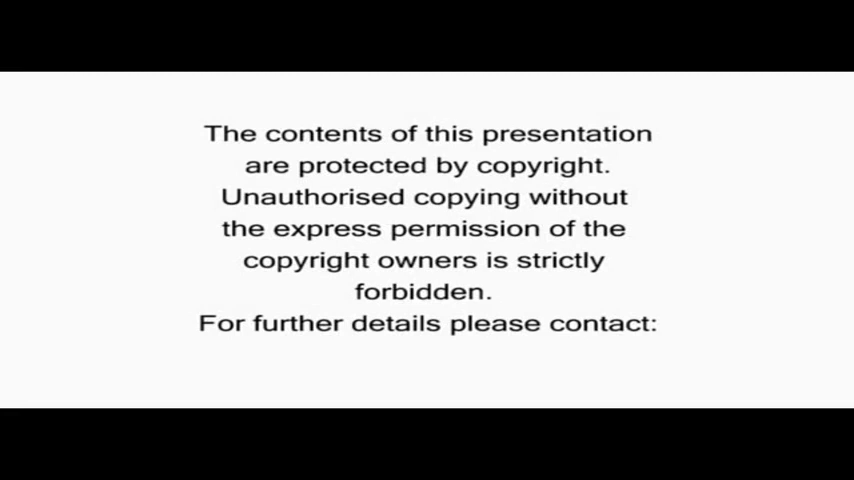 The contents of this presentation
are protected by copyright.
Unauthorised copying without
the express permission of the
copyright owners is strictly
forbidden.
For further details please contact: